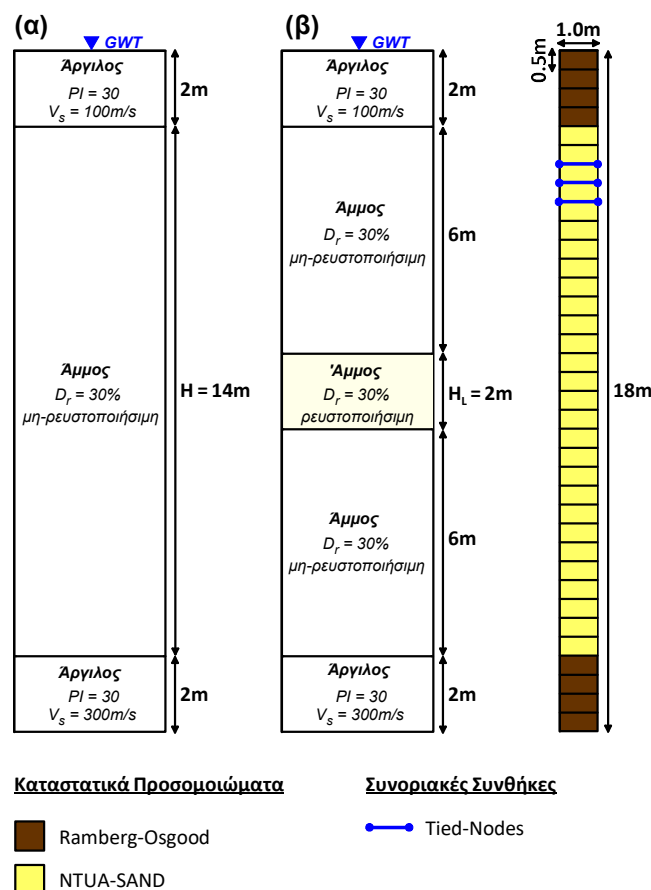 (α)
GWT
Άργιλος
PI = 30
V_s = 100m/s
2m
Άμμος
D_r = 30%
μη-ρευστοποιήσιμη
H = 14m
Άργιλος
PI = 30
V_s = 300m/s
2m
(β)
GWT
Άργιλος
PI = 30
V_s = 100m/s
2m
Άμμος
D_r = 30%
μη-ρευστοποιήσιμη
6m
'Αμμος
D_r = 30%
ρευστοποιήσιμη
H_L = 2m
Άμμος
D_r = 30%
μη-ρευστοποιήσιμη
6m
Άργιλος
PI = 30
V_s = 300m/s
2m
1.0m
0.5m
18m
Καταστατικά Προσομοιώματα
Ramberg-Osgood
NTUA-SAND
Συνοριακές Συνθήκες
Tied-Nodes